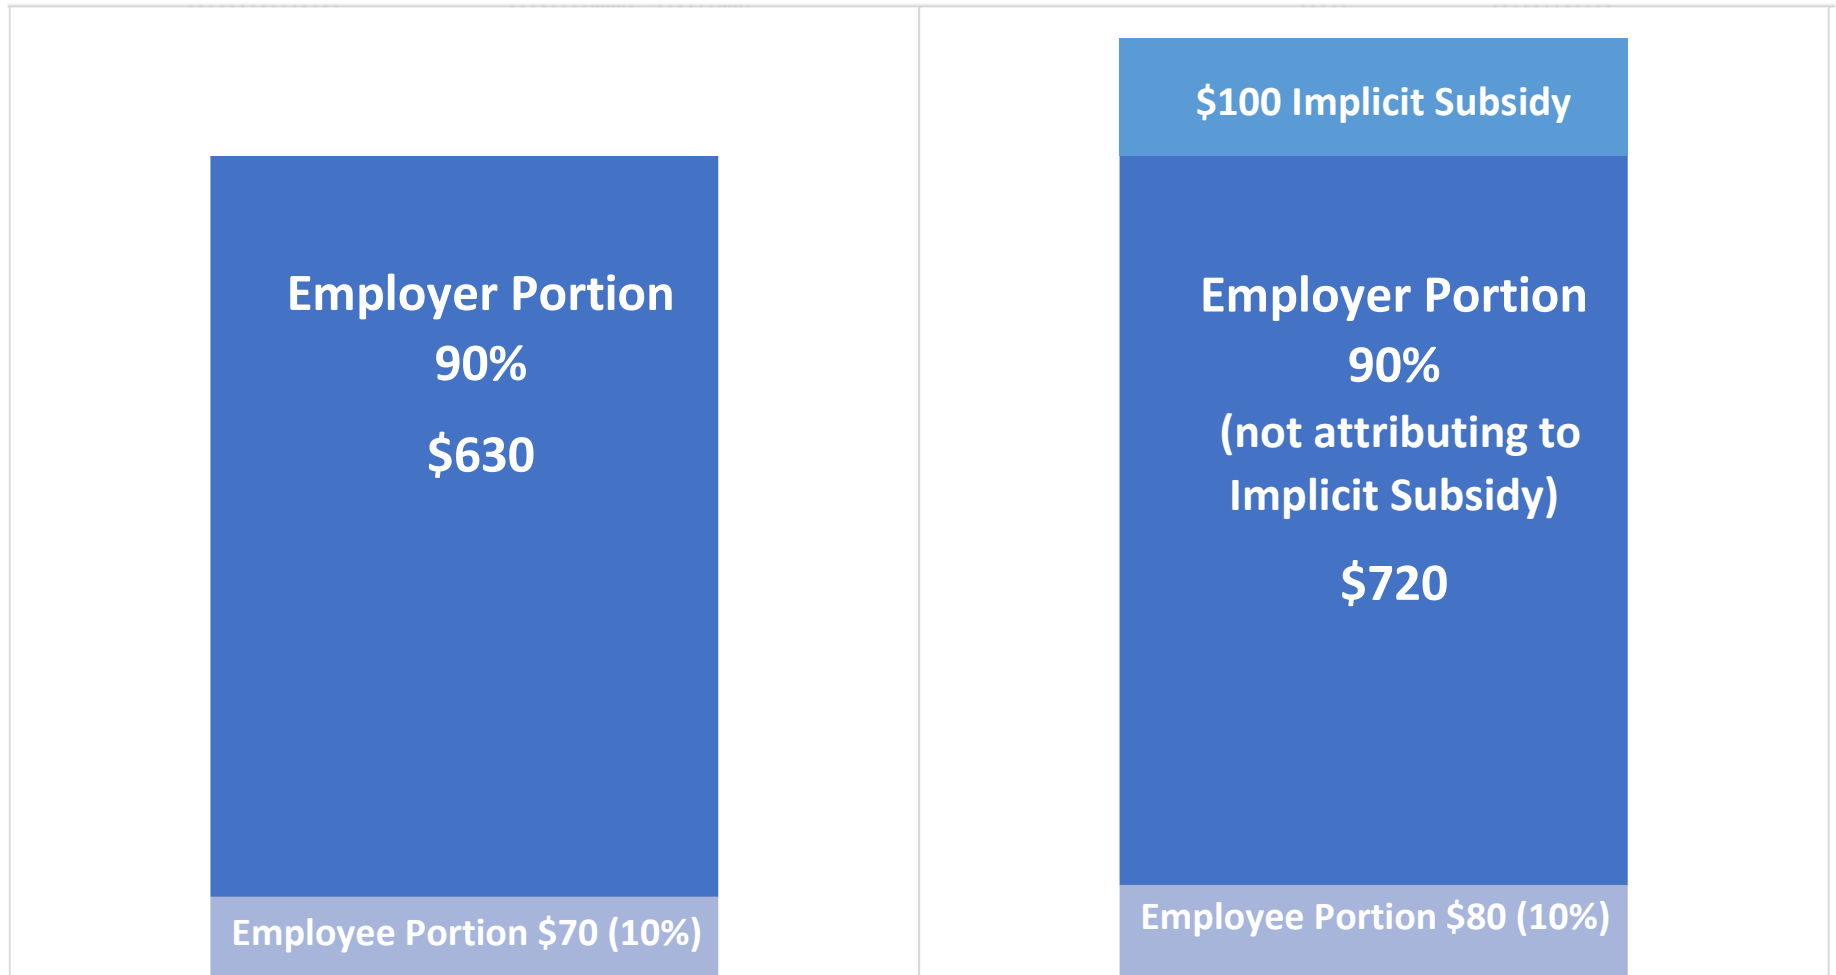 Employer Portion
90%
$630
Employee Portion $70 (10%)
$100 Implicit Subsidy
Employer Portion
90%
(not attributing to
Implicit Subsidy)
$720
Employee Portion $80 (10%)